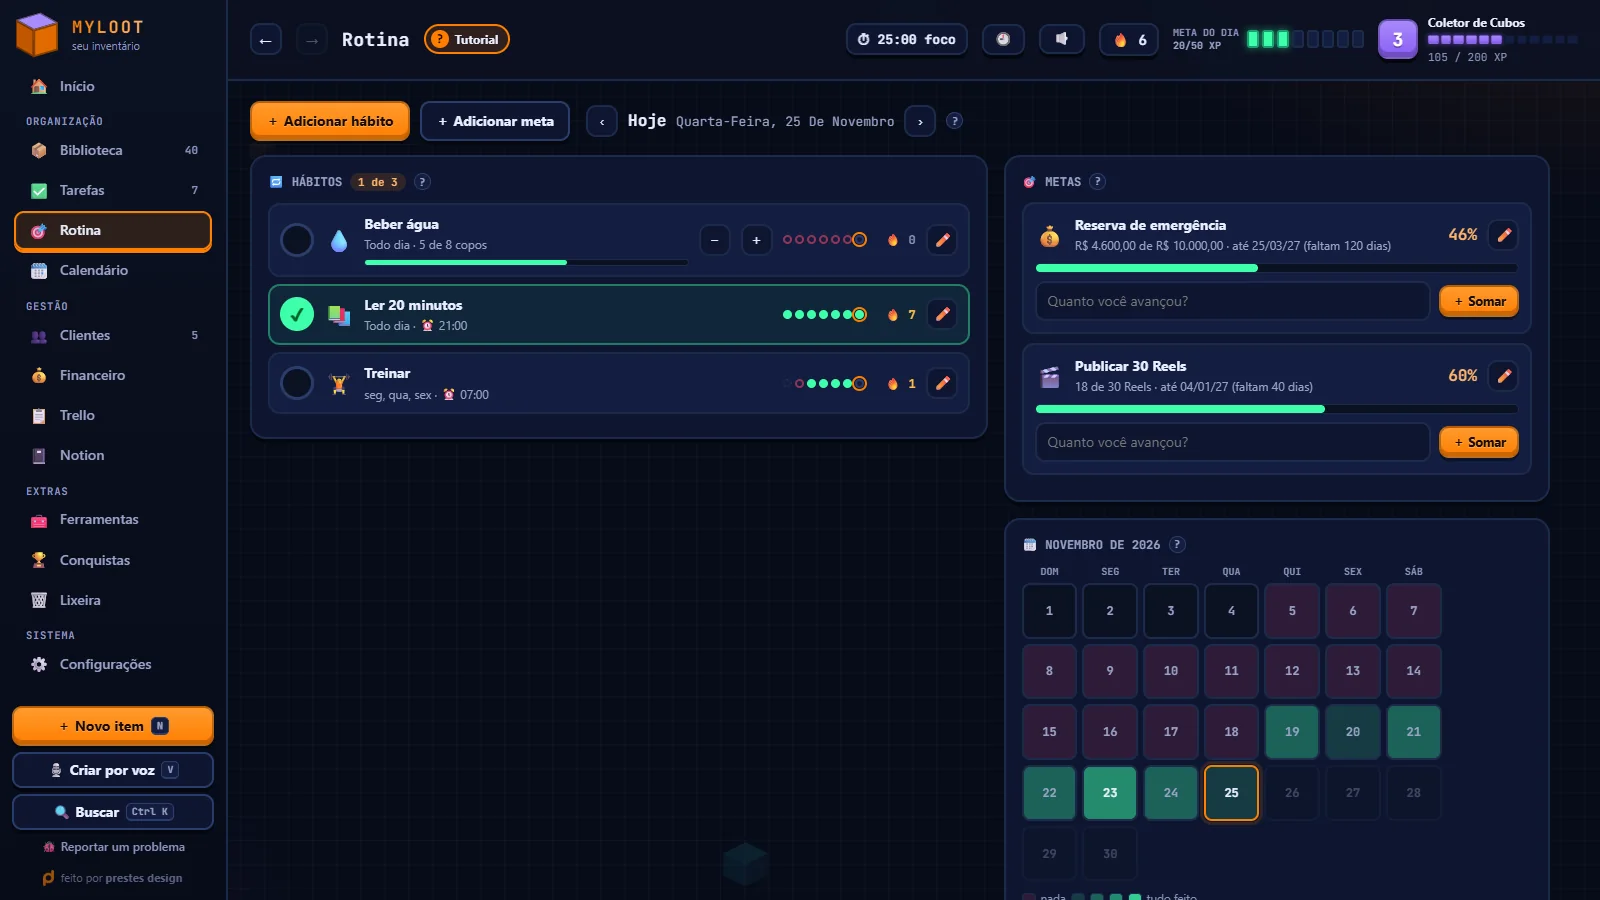 MYLOOT
seu inventário
Início
ORGANIZAÇÃO
Biblioteca 40
Tarefas 7
Rotina
Calendário
GESTÃO
Clientes 5
Financeiro
Trello
Notion
EXTRAS
Ferramentas
Conquistas
Lixeira
SISTEMA
Configurações
+ Novo item N
Criar por voz V
Buscar Ctrl K
Reportar um problema
feito por prestes design
← → Rotina ? Tutorial
25:00 foco
6
META DO DIA
20/50 XP
3
Coletor de Cubos
105 / 200 XP
+ Adicionar hábito
+ Adicionar meta
‹ Hoje Quarta-Feira, 25 De Novembro › ?
HÁBITOS 1 de 3 ?
Beber água
Todo dia · 5 de 8 copos
− + 0
Ler 20 minutos
Todo dia · ⏰ 21:00
7
Treinar
seg, qua, sex · ⏰ 07:00
1
METAS ?
Reserva de emergência
R$ 4.600,00 de R$ 10.000,00 · até 25/03/27 (faltam 120 dias)
46%
Quanto você avançou?
+ Somar
Publicar 30 Reels
18 de 30 Reels · até 04/01/27 (faltam 40 dias)
60%
Quanto você avançou?
+ Somar
NOVEMBRO DE 2026 ?
DOM SEG TER QUA QUI SEX SÁB
1 2 3 4 5 6 7
8 9 10 11 12 13 14
15 16 17 18 19 20 21
22 23 24 25 26 27 28
29 30
nada tudo feito